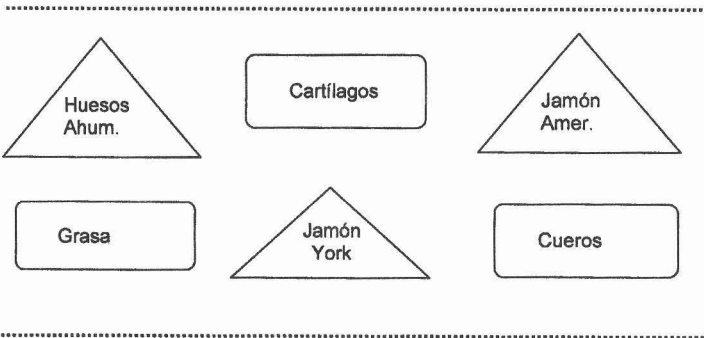 Huesos
Ahum.
Cartílagos
Jamón
Amer.
Grasa
Jamón
York
Cueros